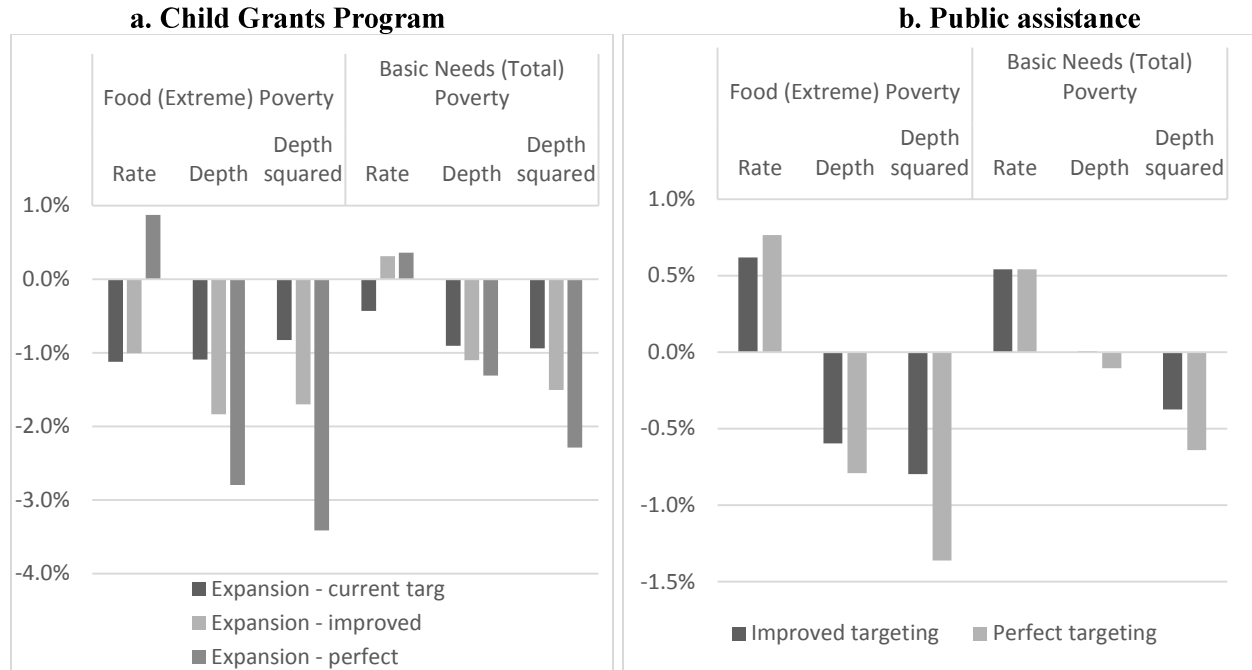 a. Child Grants Program
Food (Extreme) Poverty
Basic Needs (Total)
Poverty
Rate
Depth
Depth
squared
Rate
Depth
Depth
squared
1.0%
0.0%
-1.0%
-2.0%
-3.0%
-4.0%
Expansion - current targ
Expansion - improved
Expansion - perfect
b. Public assistance
Food (Extreme) Poverty
Basic Needs (Total)
Poverty
Rate
Depth
Depth
squared
Rate
Depth
Depth
squared
1.0%
0.5%
0.0%
-0.5%
-1.0%
-1.5%
Improved targeting
Perfect targeting